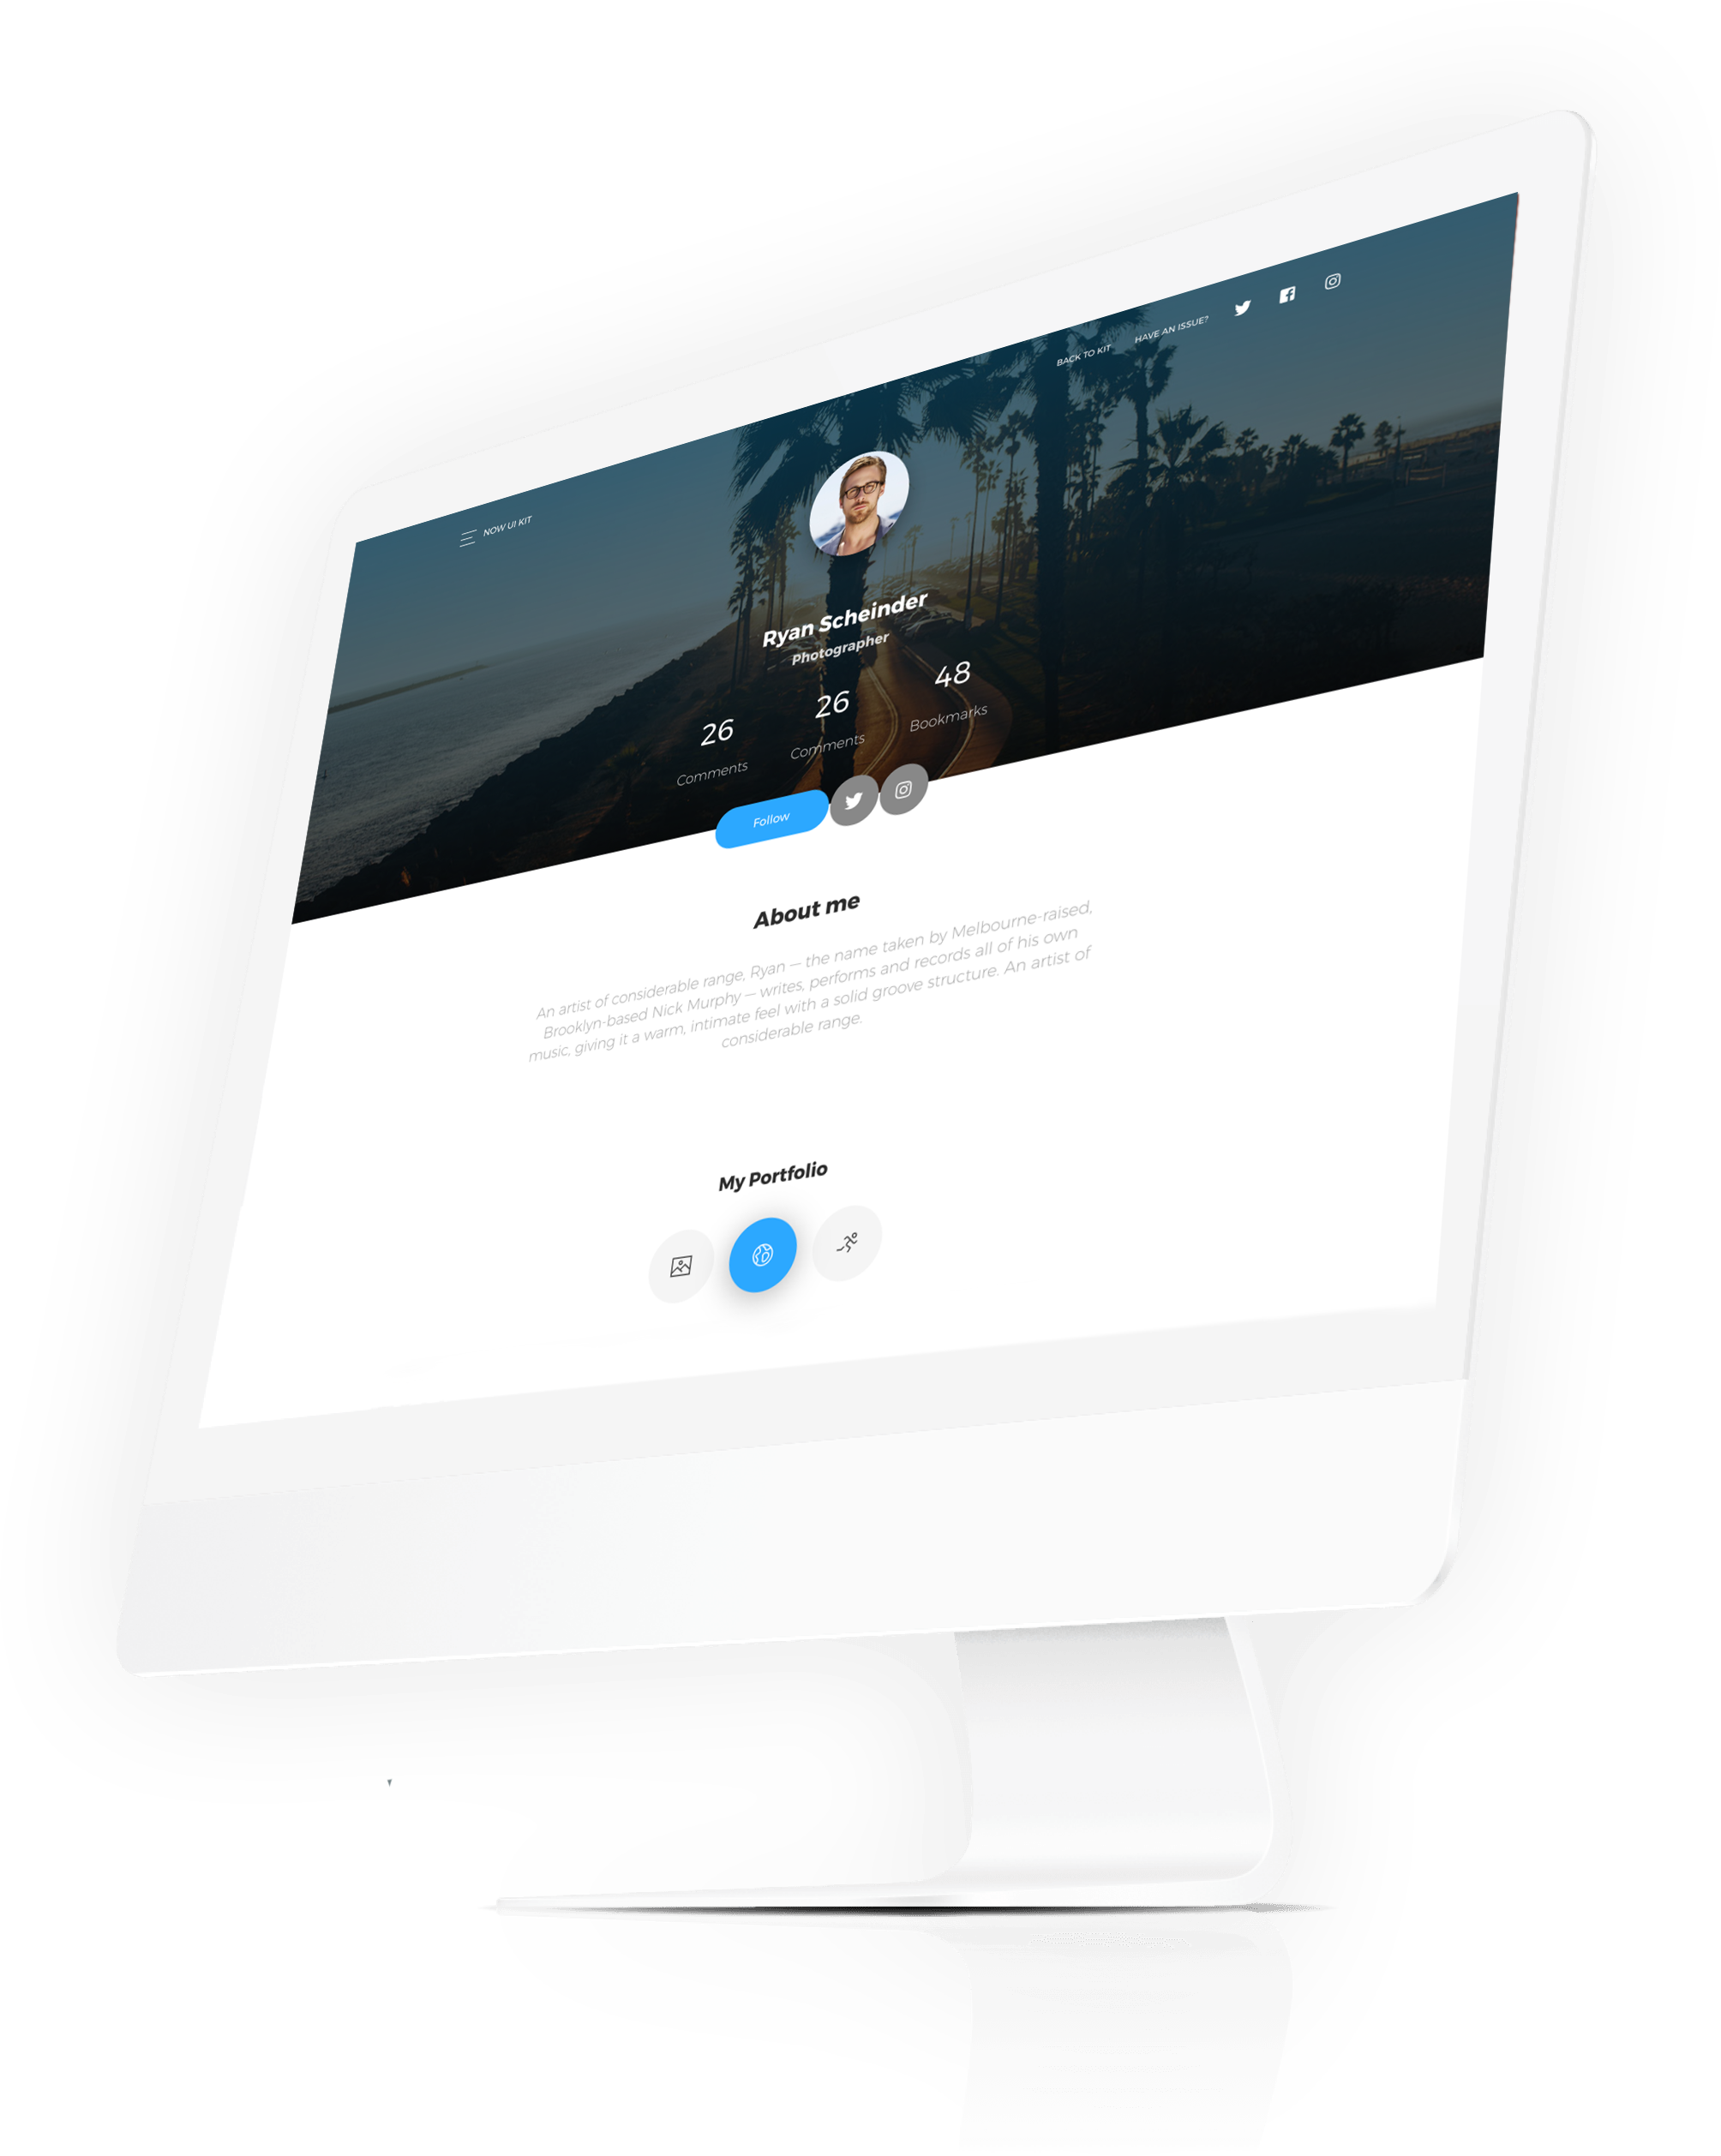 NOW UI KIT
BACK TO KIT
HAVE AN ISSUE?
Ryan Scheinder
Photographer
26
Comments
26
Comments
48
Bookmarks
Follow
About me
An artist of considerable range, Ryan — the name taken by Melbourne-raised,
Brooklyn-based Nick Murphy — writes, performs and records all of his own
music, giving it a warm, intimate feel with a solid groove structure. An artist of
considerable range.
My Portfolio